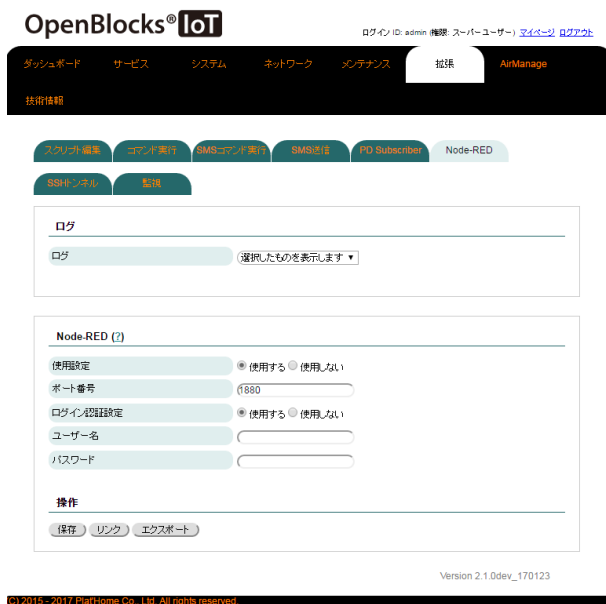 OpenBlocks® IoT
ログイン ID: admin (権限: スーパーユーザー) マイページ ログアウト
ダッシュボード サービス システム ネットワーク メンテナンス 拡張 AirManage
技術情報
スクリプト編集 コマンド実行 SMSコマンド実行 SMS送信 PD Subscriber Node-RED
SSHトンネル 監視
ログ
ログ 選択したものを表示します ▼
Node-RED (?)
使用設定 使用する 使用しない
ポート番号 1880
ログイン認証設定 使用する 使用しない
ユーザー名
パスワード
操作
保存 リンク エクスポート
Version 2.1.0dev_170123
(C) 2015 - 2017 Plat'Home Co., Ltd. All rights reserved